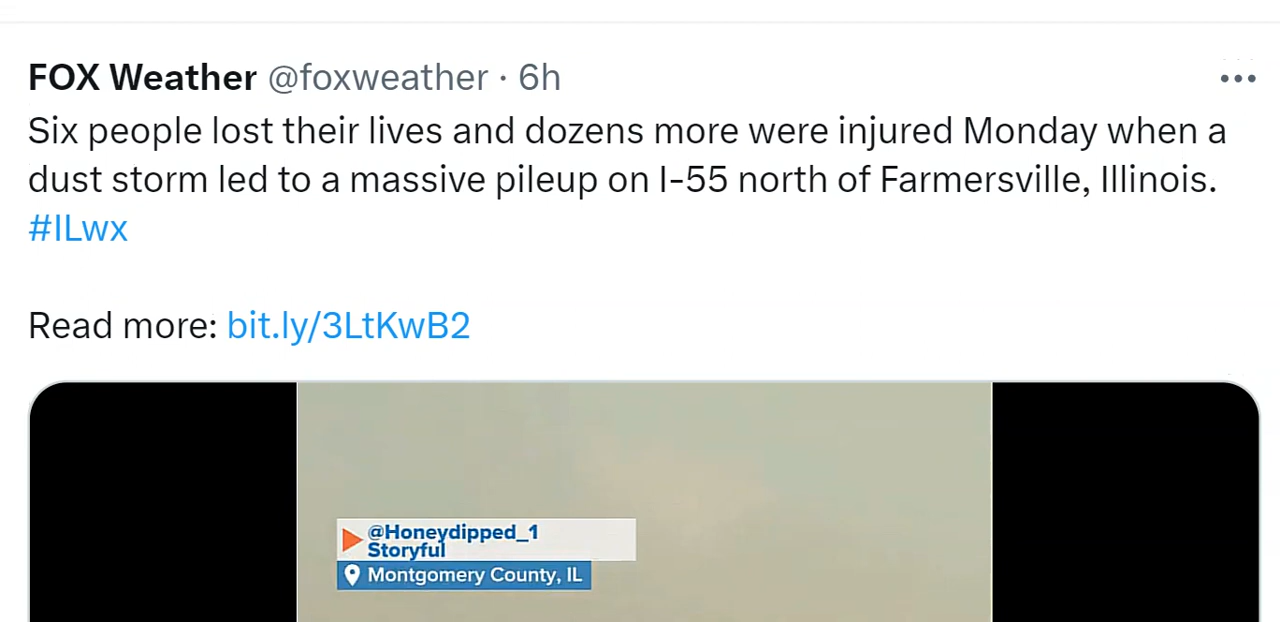 FOX Weather @foxweather · 6h
Six people lost their lives and dozens more were injured Monday when a
dust storm led to a massive pileup on I-55 north of Farmersville, Illinois.
#ILwx
Read more: bit.ly/3LtKwB2
@Honeydipped_1
Storyful
Montgomery County, IL